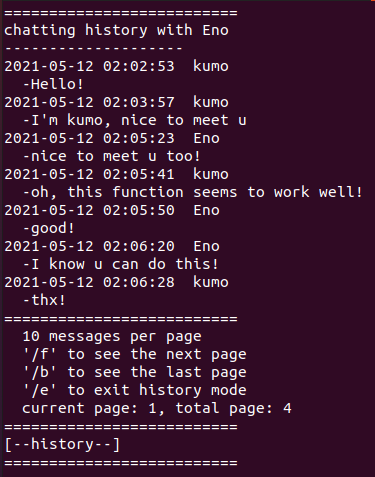 ==========================
chatting history with Eno
--------------------
2021-05-12 02:02:53  kumo
  -Hello!
2021-05-12 02:03:57  kumo
  -I'm kumo, nice to meet u
2021-05-12 02:05:23  Eno
  -nice to meet u too!
2021-05-12 02:05:41  kumo
  -oh, this function seems to work well!
2021-05-12 02:05:50  Eno
  -good!
2021-05-12 02:06:20  Eno
  -I know u can do this!
2021-05-12 02:06:28  kumo
  -thx!
==========================
  10 messages per page
  '/f' to see the next page
  '/b' to see the last page
  '/e' to exit history mode
  current page: 1, total page: 4
==========================
[--history--]
==========================